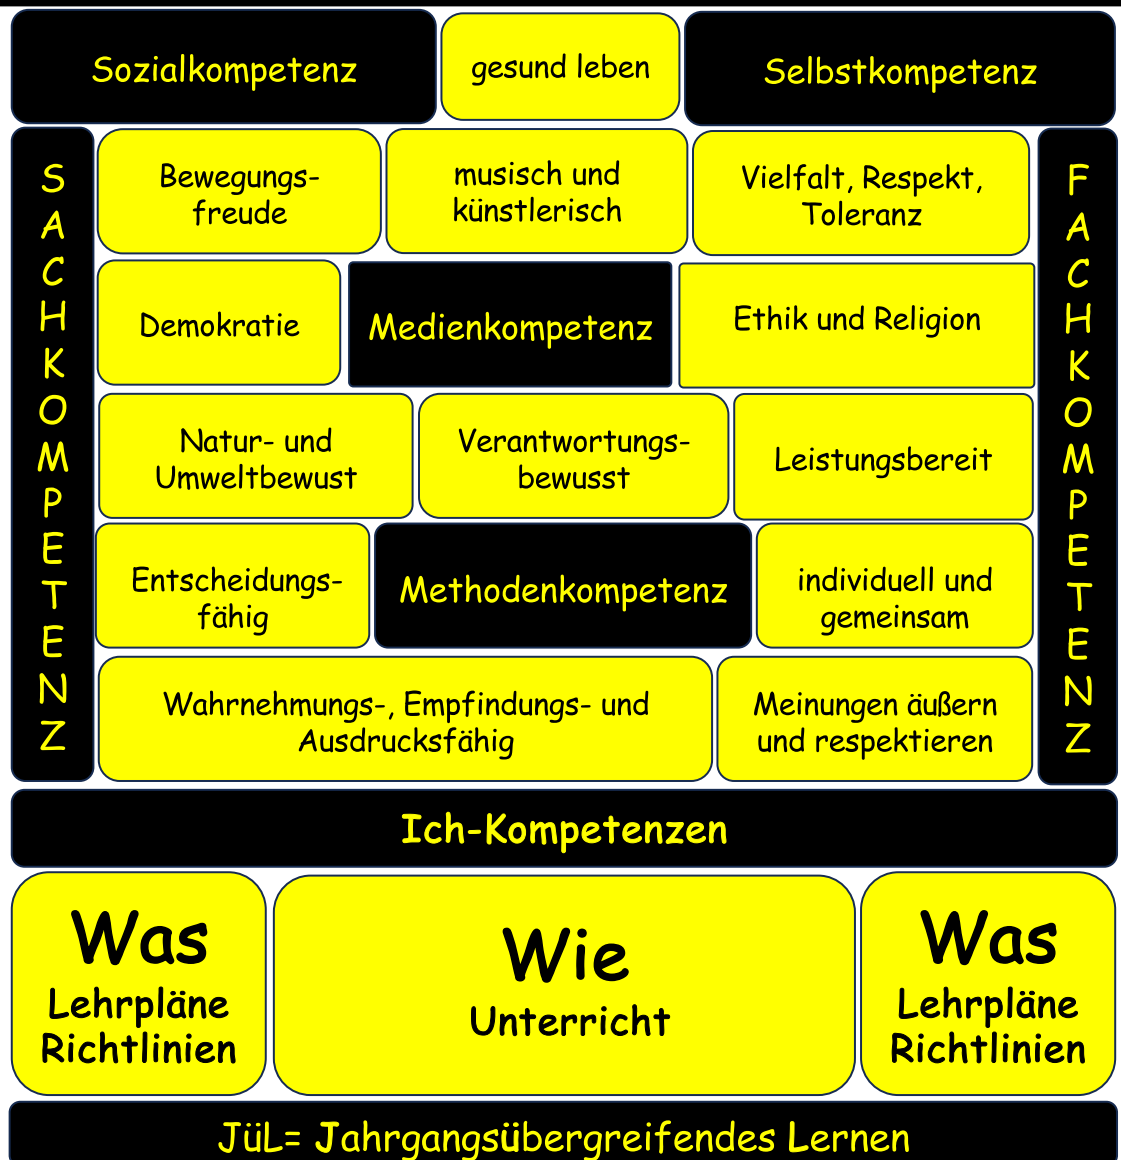 Sozialkompetenz
gesund leben
Selbstkompetenz
SACHKOMPETENZ
Bewegungs-
freude
musisch und
künstlerisch
Vielfalt, Respekt,
Toleranz
FACHKOMPETENZ
Demokratie
Medienkompetenz
Ethik und Religion
Natur- und
Umweltbewust
Verantwortungs-
bewusst
Leistungsbereit
Entscheidungs-
fähig
Methodenkompetenz
individuell und
gemeinsam
Wahrnehmungs-, Empfindungs- und
Ausdrucksfähig
Meinungen äußern
und respektieren
Ich-Kompetenzen
Was
Lehrpläne
Richtlinien
Wie
Unterricht
Was
Lehrpläne
Richtlinien
JüL= Jahrgangsübergreifendes Lernen